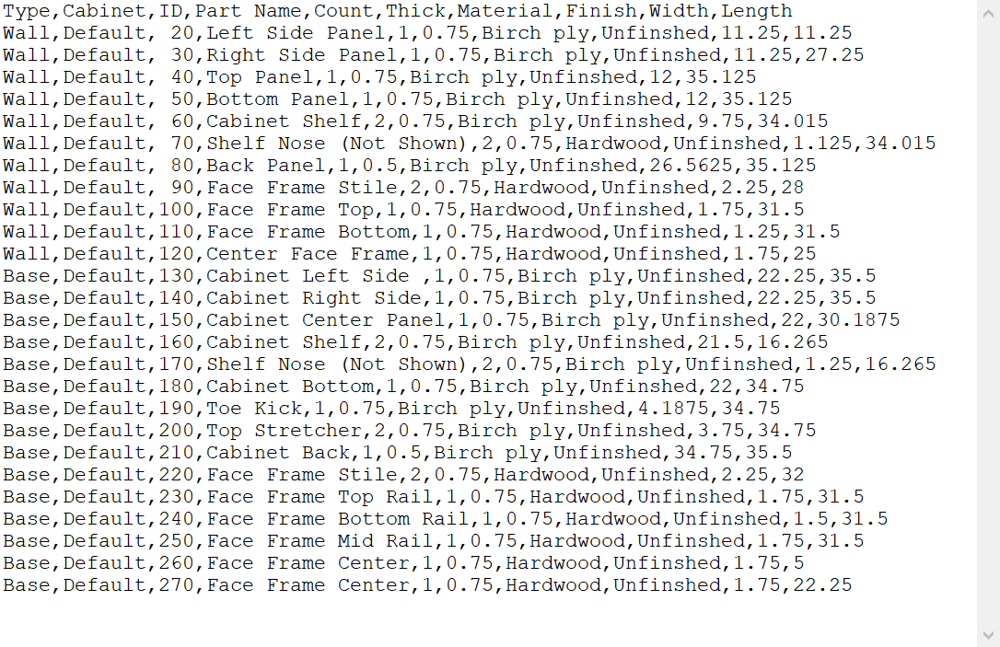 Type,Cabinet,ID,Part Name,Count,Thick,Material,Finish,Width,Length
Wall,Default, 20,Left Side Panel,1,0.75,Birch ply,Unfinshed,11.25,11.25
Wall,Default, 30,Right Side Panel,1,0.75,Birch ply,Unfinshed,11.25,27.25
Wall,Default, 40,Top Panel,1,0.75,Birch ply,Unfinshed,12,35.125
Wall,Default, 50,Bottom Panel,1,0.75,Birch ply,Unfinshed,12,35.125
Wall,Default, 60,Cabinet Shelf,2,0.75,Birch ply,Unfinshed,9.75,34.015
Wall,Default, 70,Shelf Nose (Not Shown),2,0.75,Hardwood,Unfinshed,1.125,34.015
Wall,Default, 80,Back Panel,1,0.5,Birch ply,Unfinshed,26.5625,35.125
Wall,Default, 90,Face Frame Stile,2,0.75,Hardwood,Unfinshed,2.25,28
Wall,Default,100,Face Frame Top,1,0.75,Hardwood,Unfinshed,1.75,31.5
Wall,Default,110,Face Frame Bottom,1,0.75,Hardwood,Unfinshed,1.25,31.5
Wall,Default,120,Center Face Frame,1,0.75,Hardwood,Unfinshed,1.75,25
Base,Default,130,Cabinet Left Side ,1,0.75,Birch ply,Unfinshed,22.25,35.5
Base,Default,140,Cabinet Right Side,1,0.75,Birch ply,Unfinshed,22.25,35.5
Base,Default,150,Cabinet Center Panel,1,0.75,Birch ply,Unfinshed,22,30.1875
Base,Default,160,Cabinet Shelf,2,0.75,Birch ply,Unfinshed,21.5,16.265
Base,Default,170,Shelf Nose (Not Shown),2,0.75,Birch ply,Unfinshed,1.25,16.265
Base,Default,180,Cabinet Bottom,1,0.75,Birch ply,Unfinshed,22,34.75
Base,Default,190,Toe Kick,1,0.75,Birch ply,Unfinshed,4.1875,34.75
Base,Default,200,Top Stretcher,2,0.75,Birch ply,Unfinshed,3.75,34.75
Base,Default,210,Cabinet Back,1,0.5,Birch ply,Unfinshed,34.75,35.5
Base,Default,220,Face Frame Stile,2,0.75,Hardwood,Unfinshed,2.25,32
Base,Default,230,Face Frame Top Rail,1,0.75,Hardwood,Unfinshed,1.75,31.5
Base,Default,240,Face Frame Bottom Rail,1,0.75,Hardwood,Unfinshed,1.5,31.5
Base,Default,250,Face Frame Mid Rail,1,0.75,Hardwood,Unfinshed,1.75,31.5
Base,Default,260,Face Frame Center,1,0.75,Hardwood,Unfinshed,1.75,5
Base,Default,270,Face Frame Center,1,0.75,Hardwood,Unfinshed,1.75,22.25